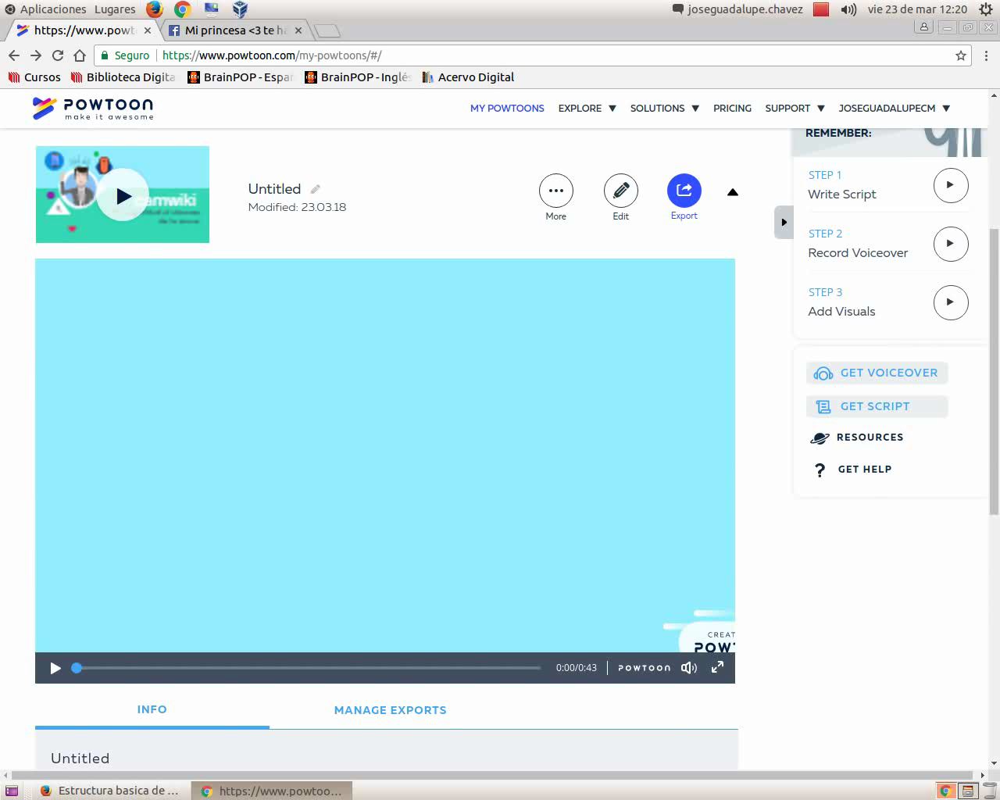 Aplicaciones Lugares joseguadalupe.chavez vie 23 de mar 12:20
https://www.powt Mi princesa <3 te ha
Seguro https://www.powtoon.com/my-powtoons/#/
Cursos Biblioteca Digita BrainPOP - Españ BrainPOP - Inglés Acervo Digital
POWTOON
make it awesome
MY POWTOONS EXPLORE SOLUTIONS PRICING SUPPORT JOSEGUADALUPECM
REMEMBER:
camwiki
Untitled
Modified: 23.03.18
More Edit Export
STEP 1
Write Script
STEP 2
Record Voiceover
STEP 3
Add Visuals
GET VOICEOVER
GET SCRIPT
RESOURCES
? GET HELP
CREAT
POWT
0:00/0:43 POWTOON
INFO MANAGE EXPORTS
Untitled
Estructura basica de ... https://www.powtoo...